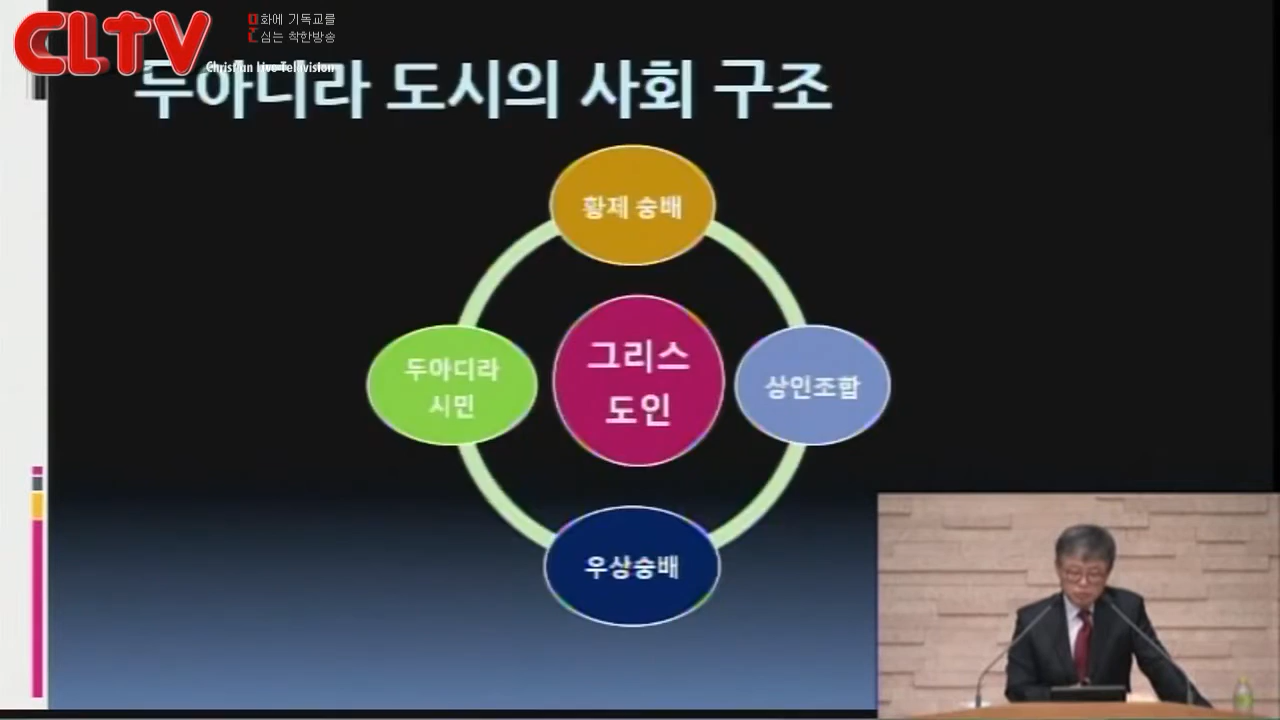 CLTV
문화에 기독교를
심는 착한방송
Christian Live Television
두아디라 도시의 사회 구조
황제 숭배
두아디라
시민
그리스
도인
상인조합
우상숭배